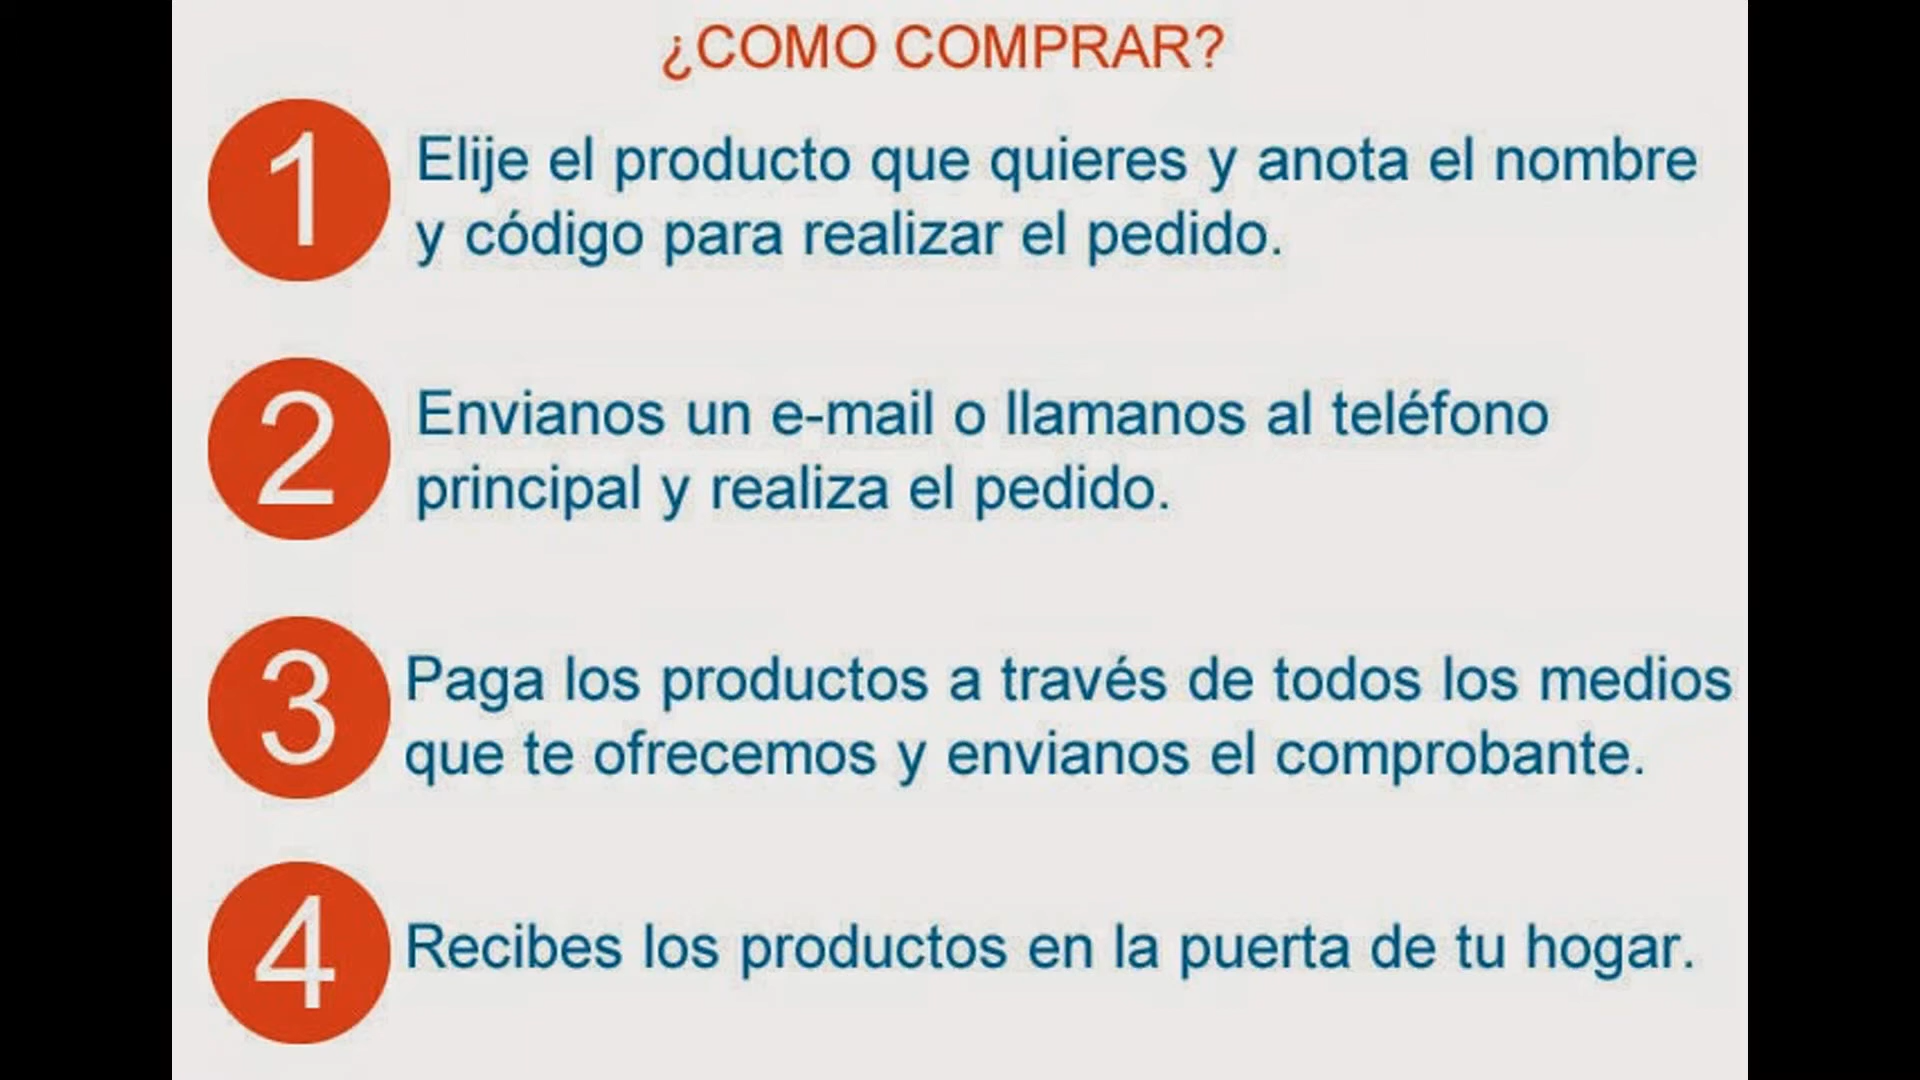 ¿COMO COMPRAR?
1
Elije el producto que quieres y anota el nombre
y código para realizar el pedido.
2
Envianos un e-mail o llamanos al teléfono
principal y realiza el pedido.
3
Paga los productos a través de todos los medios
que te ofrecemos y envianos el comprobante.
4
Recibes los productos en la puerta de tu hogar.